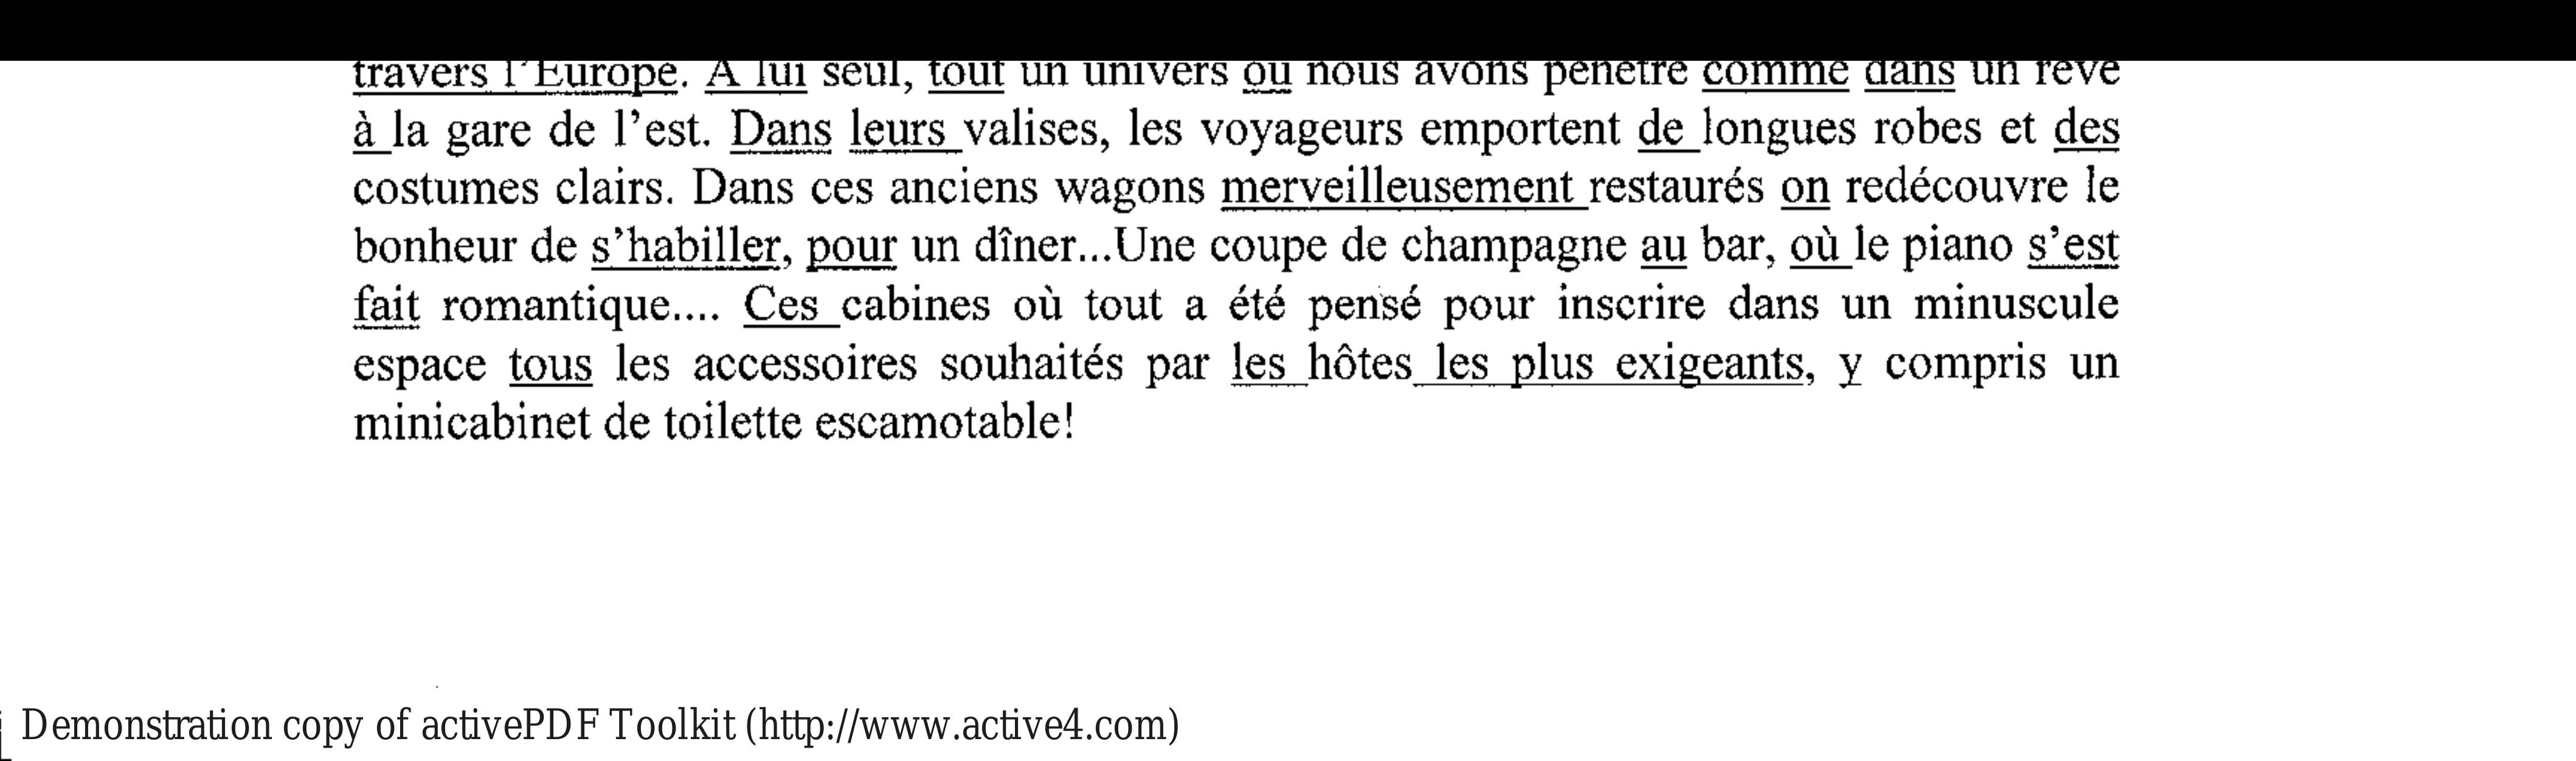 travers l'Europe. A lui seul, tout un univers où nous avons pénétré comme dans un rêve
à la gare de l'est. Dans leurs valises, les voyageurs emportent de longues robes et des
costumes clairs. Dans ces anciens wagons merveilleusement restaurés on redécouvre le
bonheur de s'habiller, pour un dîner...Une coupe de champagne au bar, où le piano s'est
fait romantique.... Ces cabines où tout a été pensé pour inscrire dans un minuscule
espace tous les accessoires souhaités par les hôtes les plus exigeants, y compris un
minicabinet de toilette escamotable!
Demonstration copy of activePDF Toolkit (http://www.active4.com)